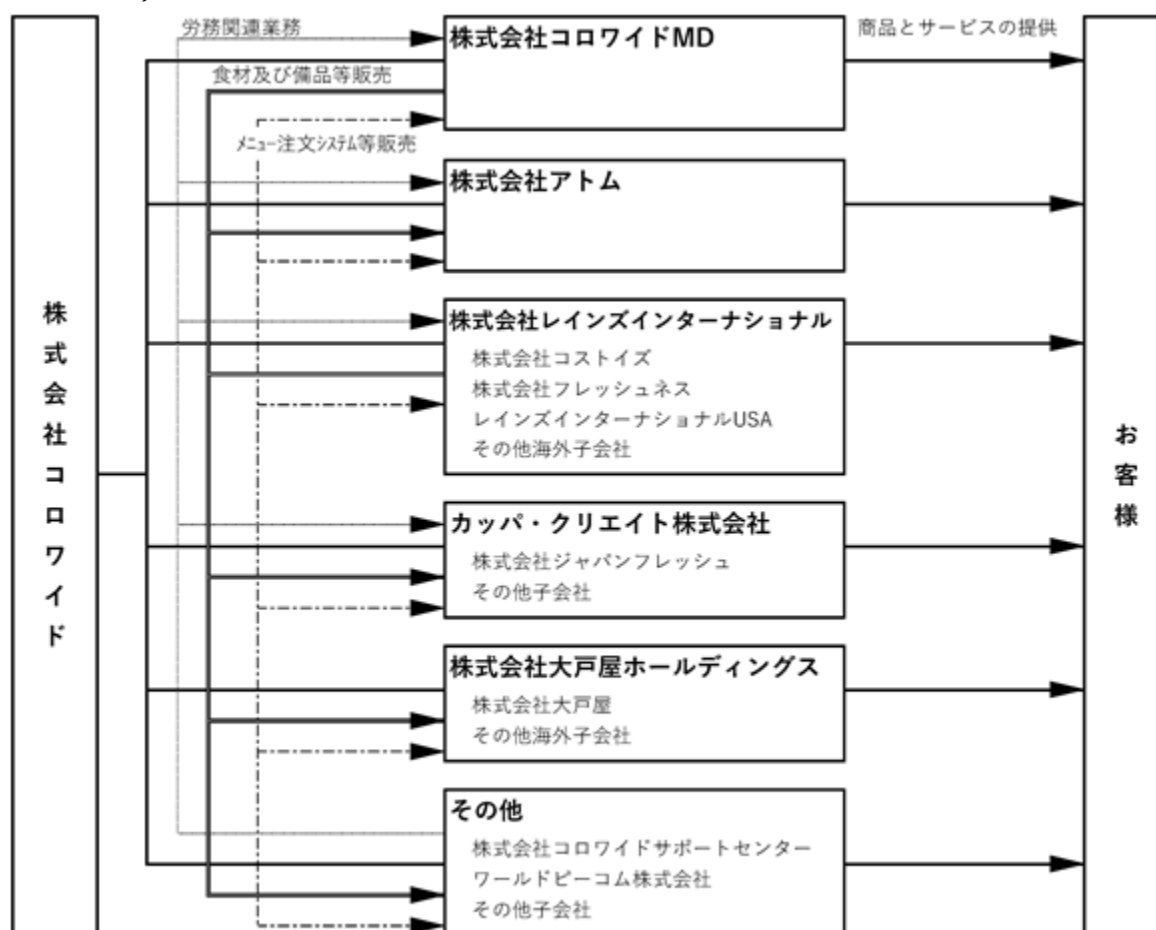 労務関連業務
株式会社コロワイドMD
商品とサービスの提供
食材及び備品等販売
ﾒﾆｭｰ注文ｼｽﾃﾑ等販売
株式会社アトム
株式会社レインズインターナショナル
株式会社コストイズ
株式会社フレッシュネス
レインズインターナショナルUSA
その他海外子会社
株式会社コロワイド
お客様
カッパ・クリエイト株式会社
株式会社ジャパンフレッシュ
その他子会社
株式会社大戸屋ホールディングス
株式会社大戸屋
その他海外子会社
その他
株式会社コロワイドサポートセンター
ワールドピーコム株式会社
その他子会社